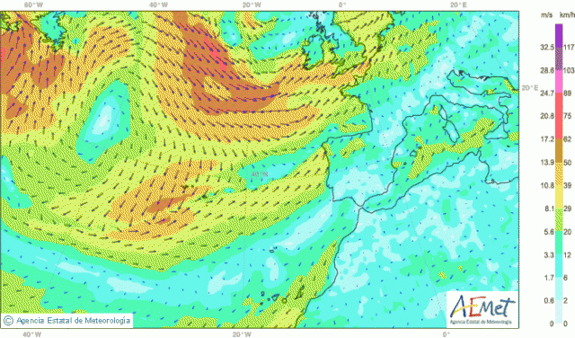 60°W 40°W 20°W 0° 20°E m/s km/h
32.5 117
28.5 103
24.7 89
20.8 75
17.2 62
20°E
13.9 50
10.8 39
8.1 29
5.6 20
3.3 12
1.7 6
0.6 2
0 0
40°N
AEMet
Agencia Estatal de Meteorología
© Agencia Estatal de Meteorología
40°W 20°W 0°